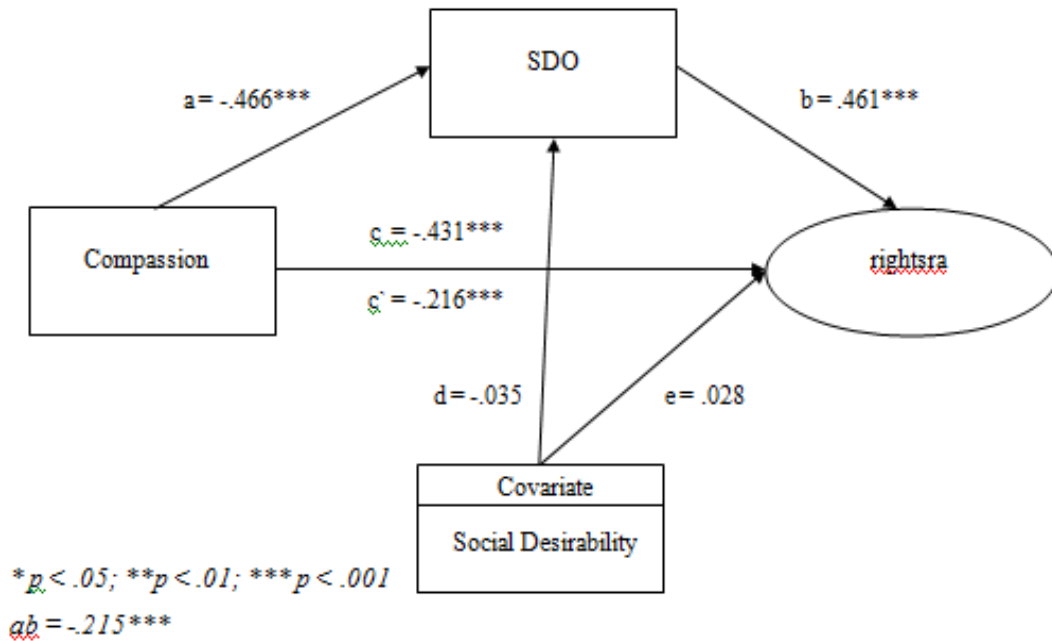 SDO
a = -.466***
b = .461***
Compassion
c = -.431***
c` = -.216***
rightsra
d = -.035
e = .028
Covariate
Social Desirability
*p < .05; **p < .01; ***p < .001
ab = -.215***